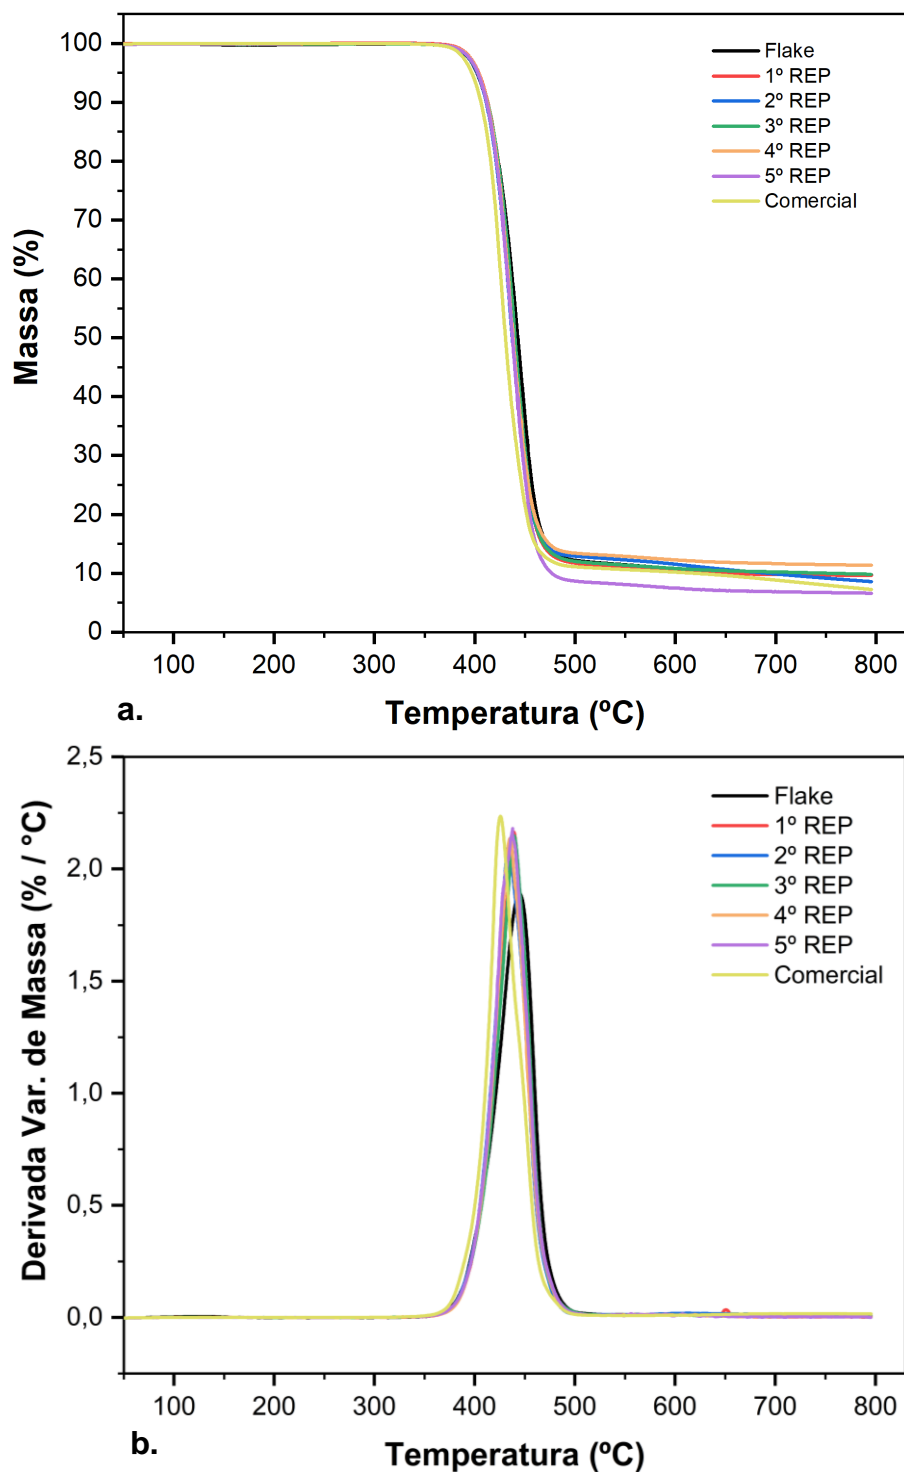 100
90
80
70
60
50
40
30
20
10
0
Massa (%)
Flake
1º REP
2º REP
3º REP
4º REP
5º REP
Comercial
100 200 300 400 500 600 700 800
a.
Temperatura (ºC)
2,5
2,0
1,5
1,0
0,5
0,0
Derivada Var. de Massa (% / °C)
Flake
1º REP
2º REP
3º REP
4º REP
5º REP
Comercial
100 200 300 400 500 600 700 800
b.
Temperatura (ºC)